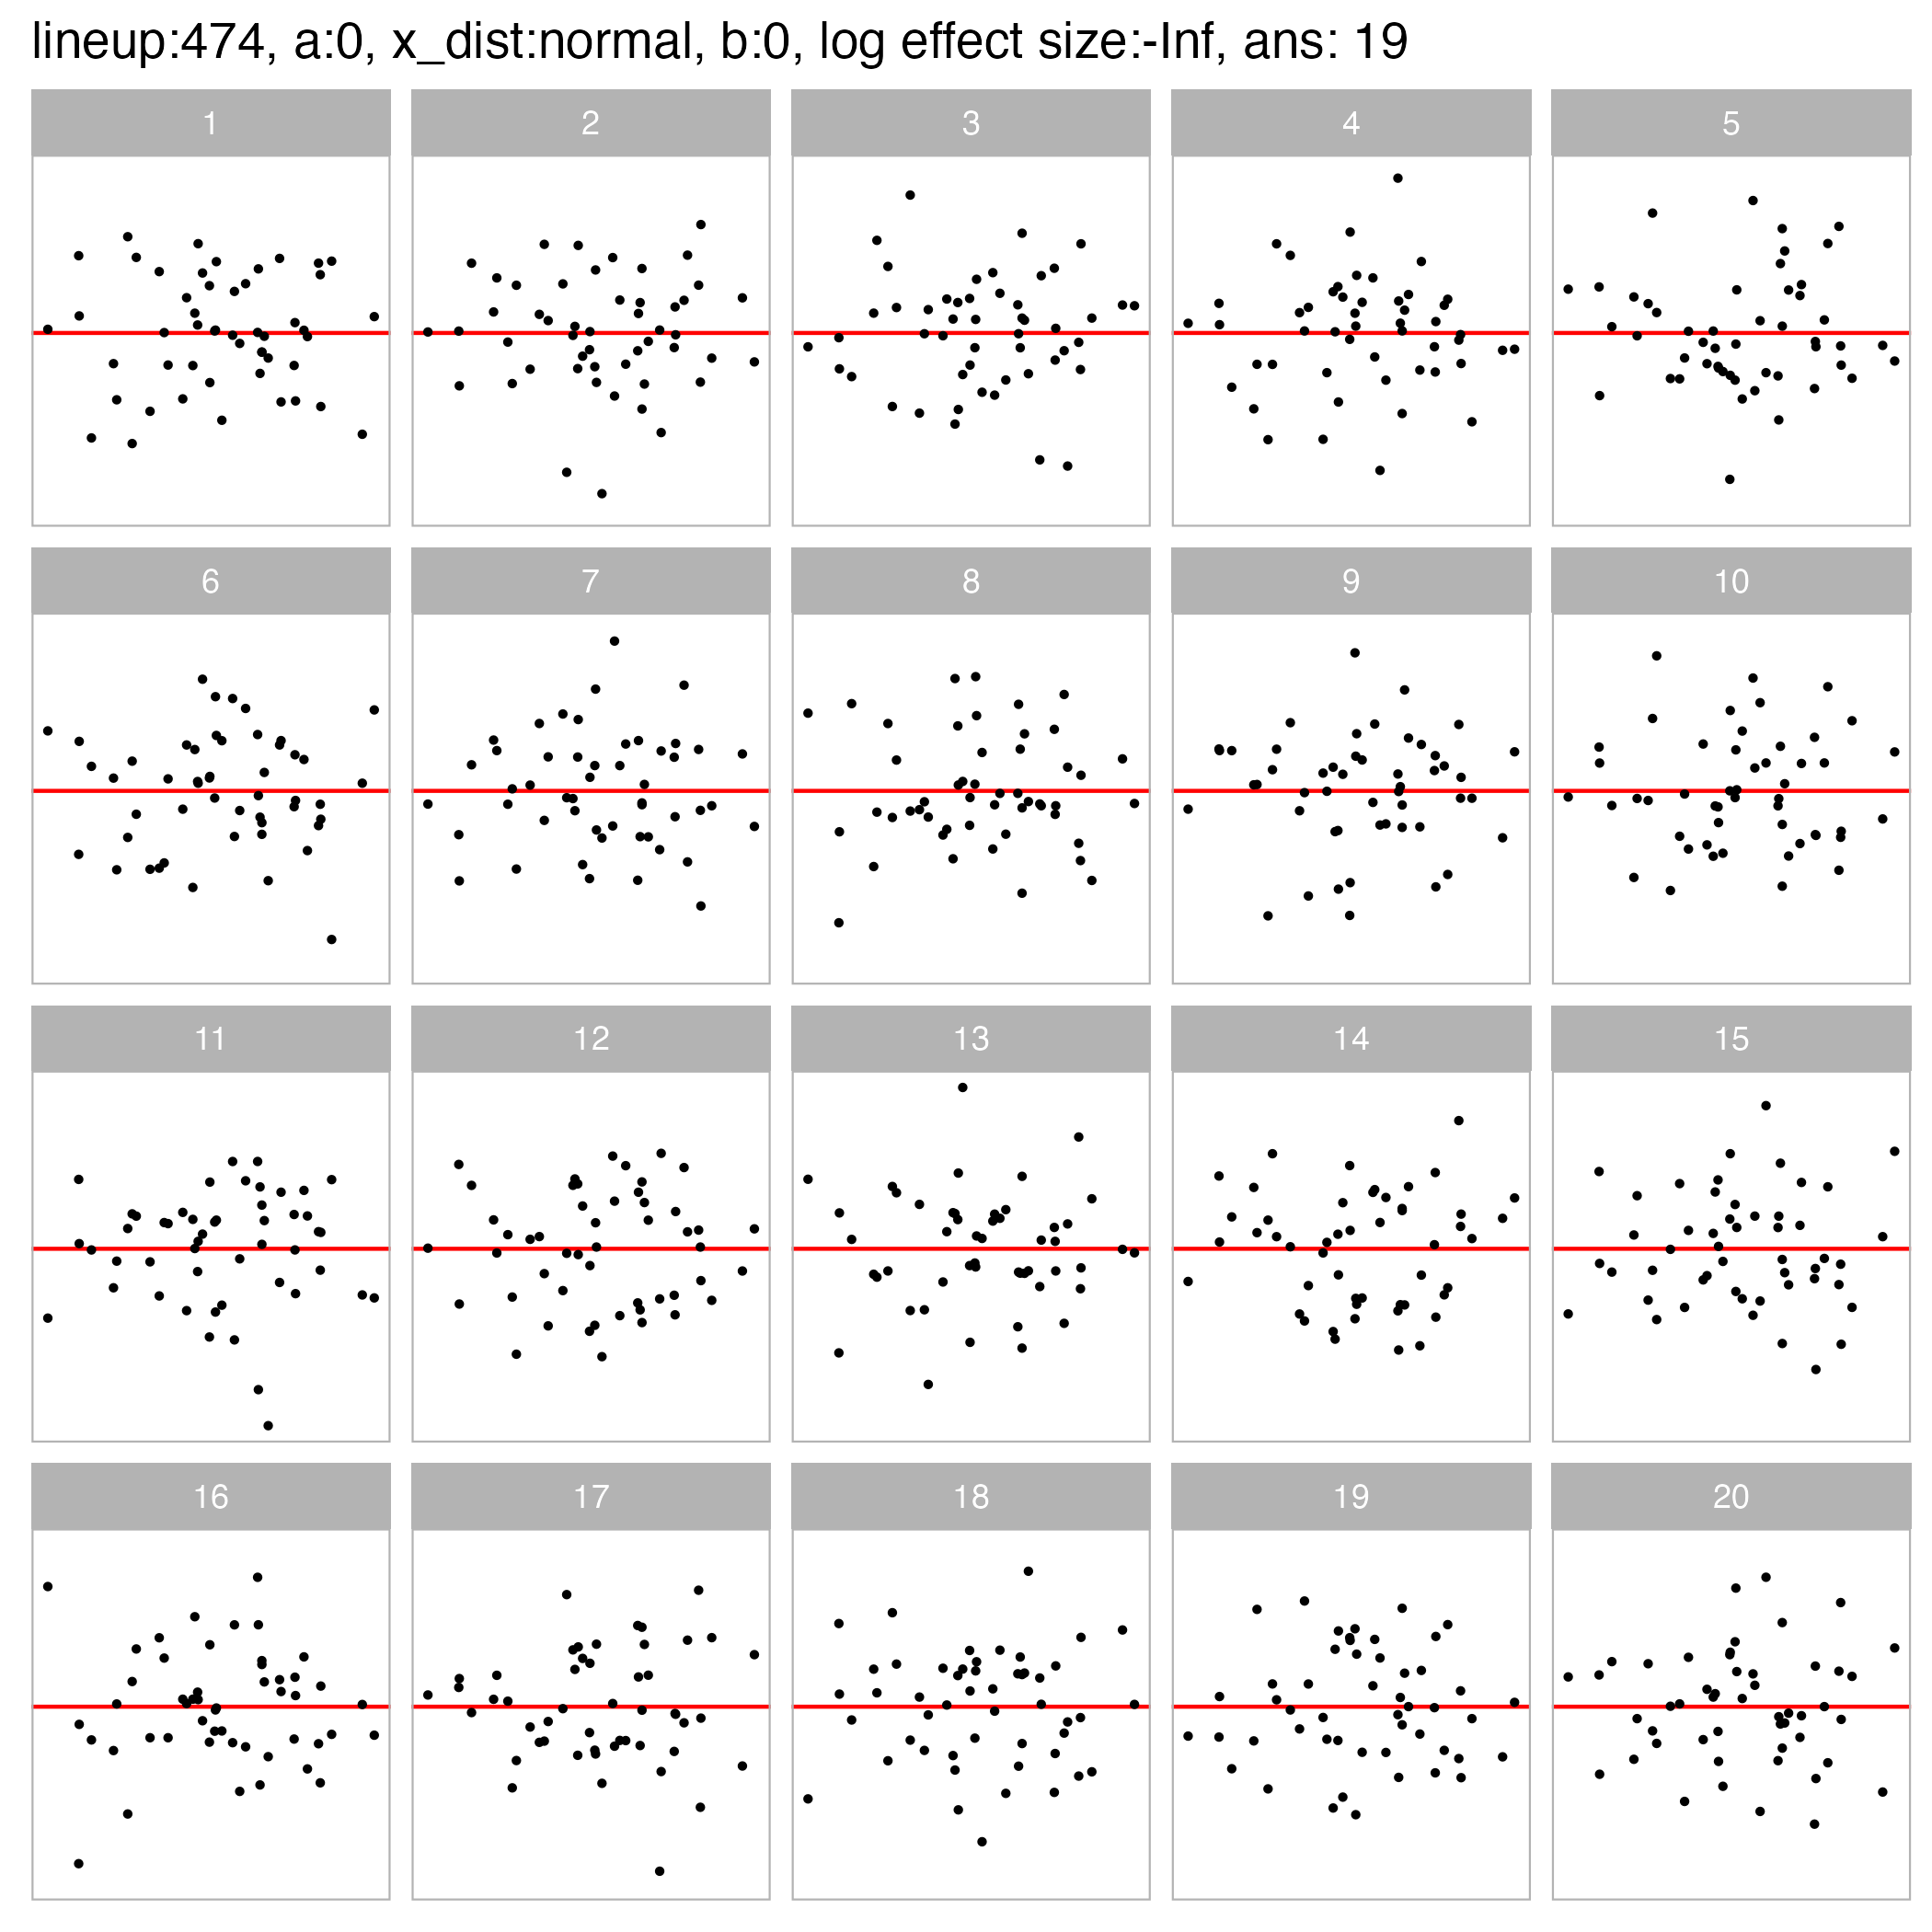 lineup:474, a:0, x_dist:normal, b:0, log effect size:-Inf, ans: 19
1 2 3 4 5
6 7 8 9 10
11 12 13 14 15
16 17 18 19 20